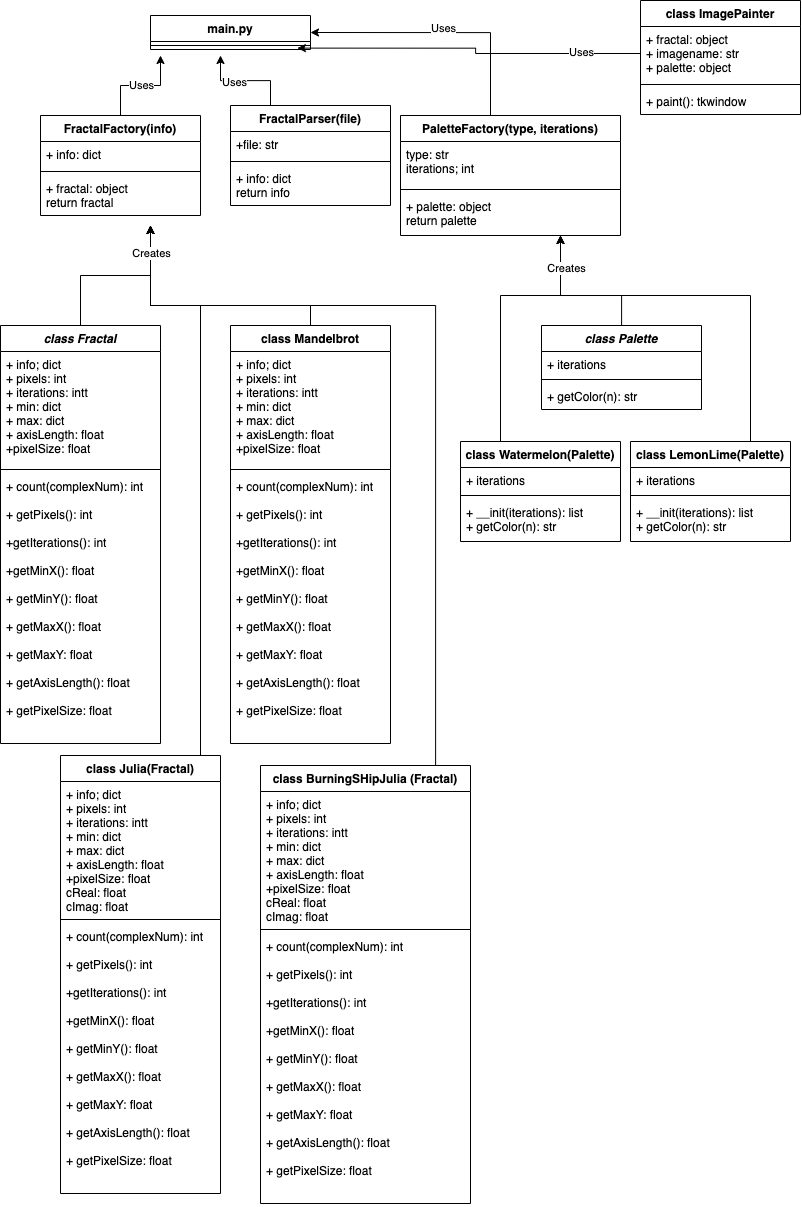 main.py
Uses
Uses
Uses
Uses
class ImagePainter
+ fractal: object
+ imagename: str
+ palette: object
+ paint(): tkwindow
FractalFactory(info)
+ info: dict
+ fractal: object
return fractal
FractalParser(file)
+file: str
+ info: dict
return info
PaletteFactory(type, iterations)
type: str
iterations; int
+ palette: object
return palette
Creates
Creates
class Fractal
+ info; dict
+ pixels: int
+ iterations: intt
+ min: dict
+ max: dict
+ axisLength: float
+pixelSize: float
+ count(complexNum): int
+ getPixels(): int
+getIterations(): int
+getMinX(): float
+ getMinY(): float
+ getMaxX(): float
+ getMaxY: float
+ getAxisLength(): float
+ getPixelSize: float
class Mandelbrot
+ info; dict
+ pixels: int
+ iterations: intt
+ min: dict
+ max: dict
+ axisLength: float
+pixelSize: float
+ count(complexNum): int
+ getPixels(): int
+getIterations(): int
+getMinX(): float
+ getMinY(): float
+ getMaxX(): float
+ getMaxY: float
+ getAxisLength(): float
+ getPixelSize: float
class Palette
+ iterations
+ getColor(n): str
class Watermelon(Palette)
+ iterations
+ __init(iterations): list
+ getColor(n): str
class LemonLime(Palette)
+ iterations
+ __init(iterations): list
+ getColor(n): str
class Julia(Fractal)
+ info; dict
+ pixels: int
+ iterations: intt
+ min: dict
+ max: dict
+ axisLength: float
+pixelSize: float
cReal: float
cImag: float
+ count(complexNum): int
+ getPixels(): int
+getIterations(): int
+getMinX(): float
+ getMinY(): float
+ getMaxX(): float
+ getMaxY: float
+ getAxisLength(): float
+ getPixelSize: float
class BurningSHipJulia (Fractal)
+ info; dict
+ pixels: int
+ iterations: intt
+ min: dict
+ max: dict
+ axisLength: float
+pixelSize: float
cReal: float
cImag: float
+ count(complexNum): int
+ getPixels(): int
+getIterations(): int
+getMinX(): float
+ getMinY(): float
+ getMaxX(): float
+ getMaxY: float
+ getAxisLength(): float
+ getPixelSize: float